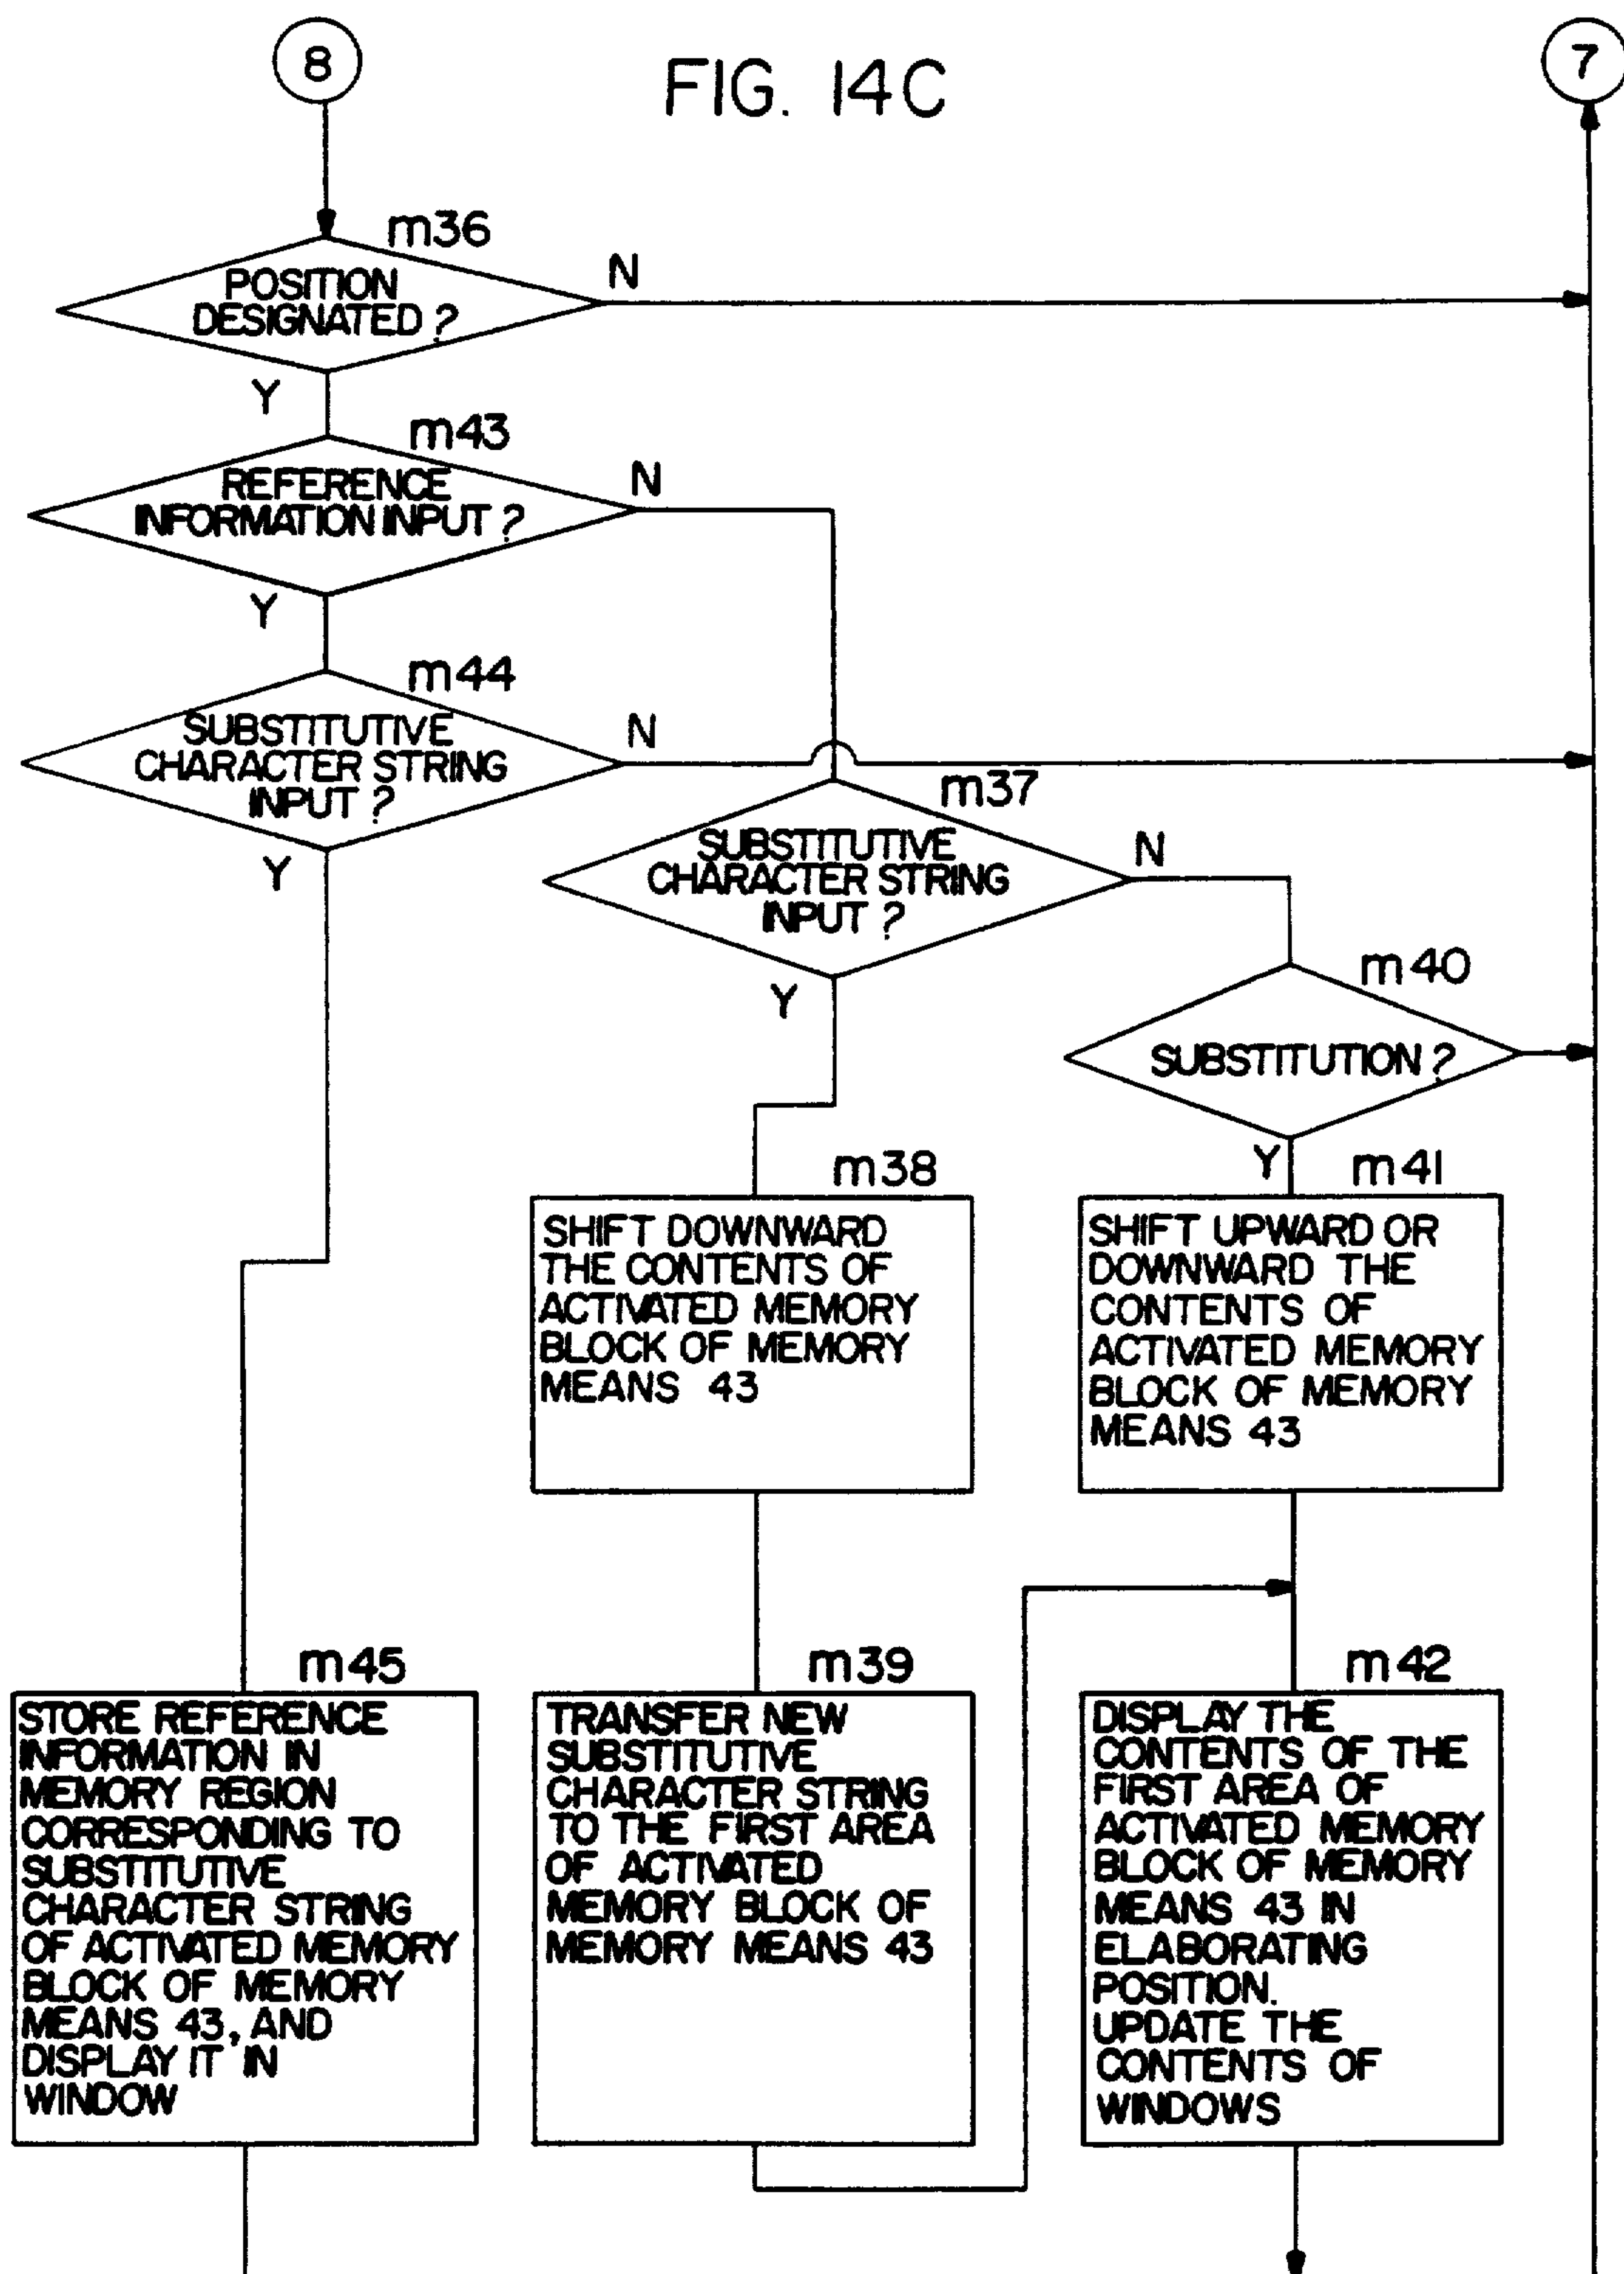 8
FIG. 14C
7
m36
POSITION
DESIGNATED ?
N
Y
m43
REFERENCE
INFORMATION INPUT ?
N
Y
m44
SUBSTITUTIVE
CHARACTER STRING
INPUT ?
N
Y
m37
SUBSTITUTIVE
CHARACTER STRING
INPUT ?
N
Y
m40
SUBSTITUTION ?
Y
m38
SHIFT DOWNWARD
THE CONTENTS OF
ACTIVATED MEMORY
BLOCK OF MEMORY
MEANS 43
m41
SHIFT UPWARD OR
DOWNWARD THE
CONTENTS OF
ACTIVATED MEMORY
BLOCK OF MEMORY
MEANS 43
m45
STORE REFERENCE
INFORMATION IN
MEMORY REGION
CORRESPONDING TO
SUBSTITUTIVE
CHARACTER STRING
OF ACTIVATED MEMORY
BLOCK OF MEMORY
MEANS 43, AND
DISPLAY IT IN
WINDOW
m39
TRANSFER NEW
SUBSTITUTIVE
CHARACTER STRING
TO THE FIRST AREA
OF ACTIVATED
MEMORY BLOCK OF
MEMORY MEANS 43
m42
DISPLAY THE
CONTENTS OF THE
FIRST AREA OF
ACTIVATED MEMORY
BLOCK OF MEMORY
MEANS 43 IN
ELABORATING
POSITION.
UPDATE THE
CONTENTS OF
WINDOWS